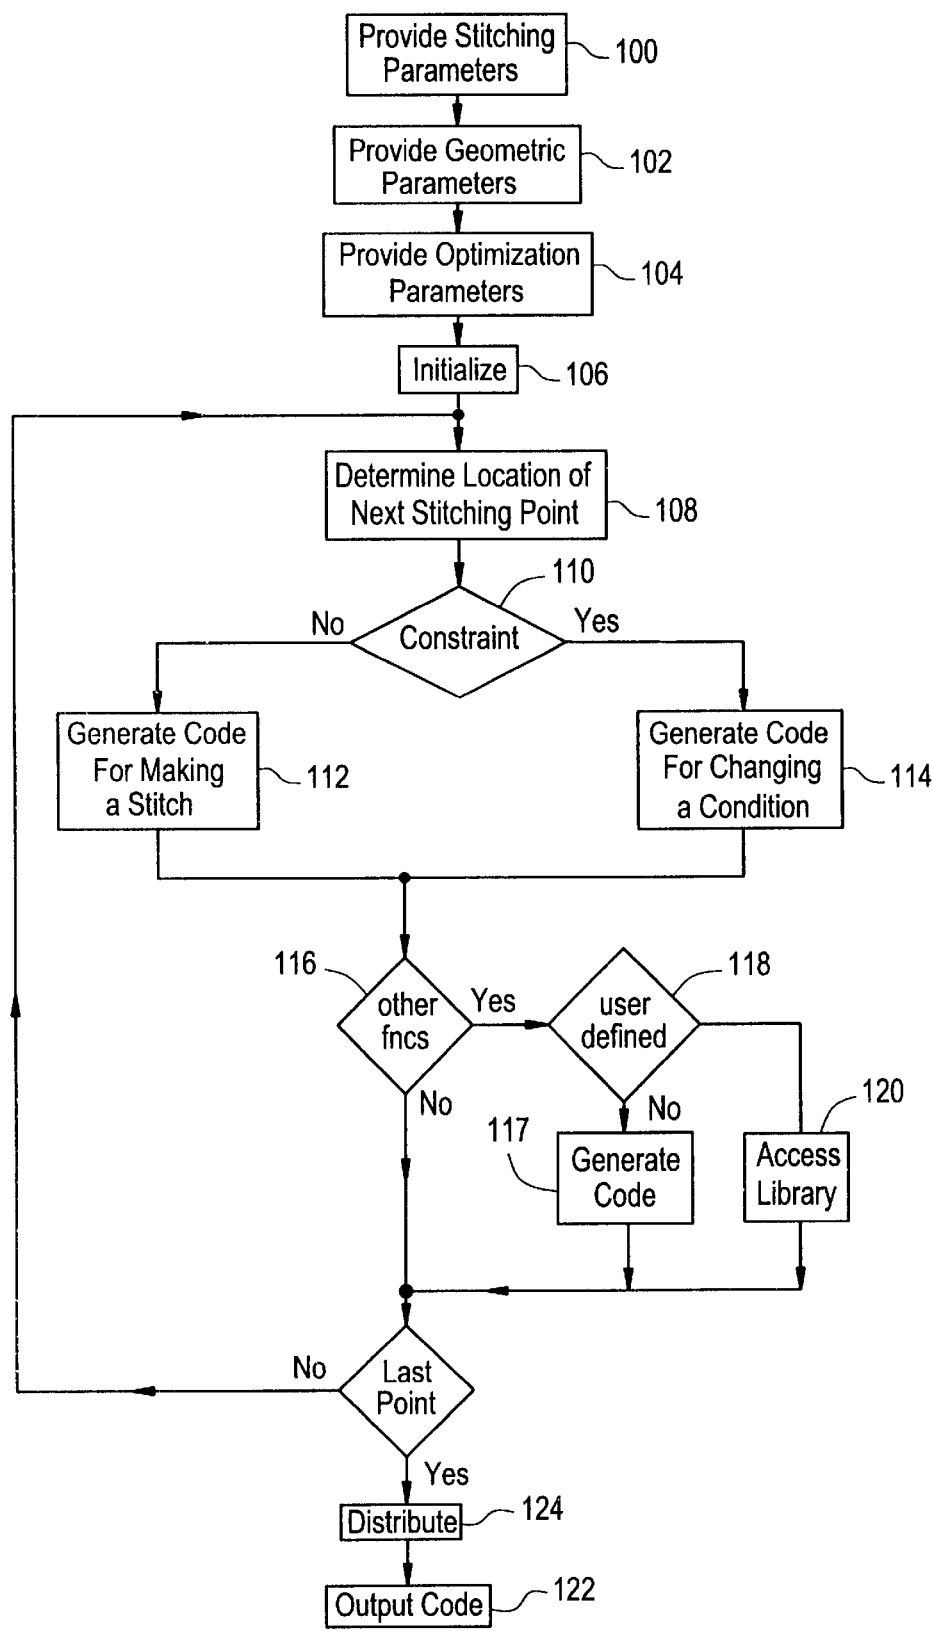 Provide Stitching
Parameters
100
Provide Geometric
Parameters
102
Provide Optimization
Parameters
104
Initialize
106
Determine Location of
Next Stitching Point
108
110
No
Constraint
Yes
Generate Code
For Making
a Stitch
112
Generate Code
For Changing
a Condition
114
116
other
fncs
Yes
user
defined
118
No
No
117
Generate
Code
120
Access
Library
No
Last
Point
Yes
Distribute
124
Output Code
122